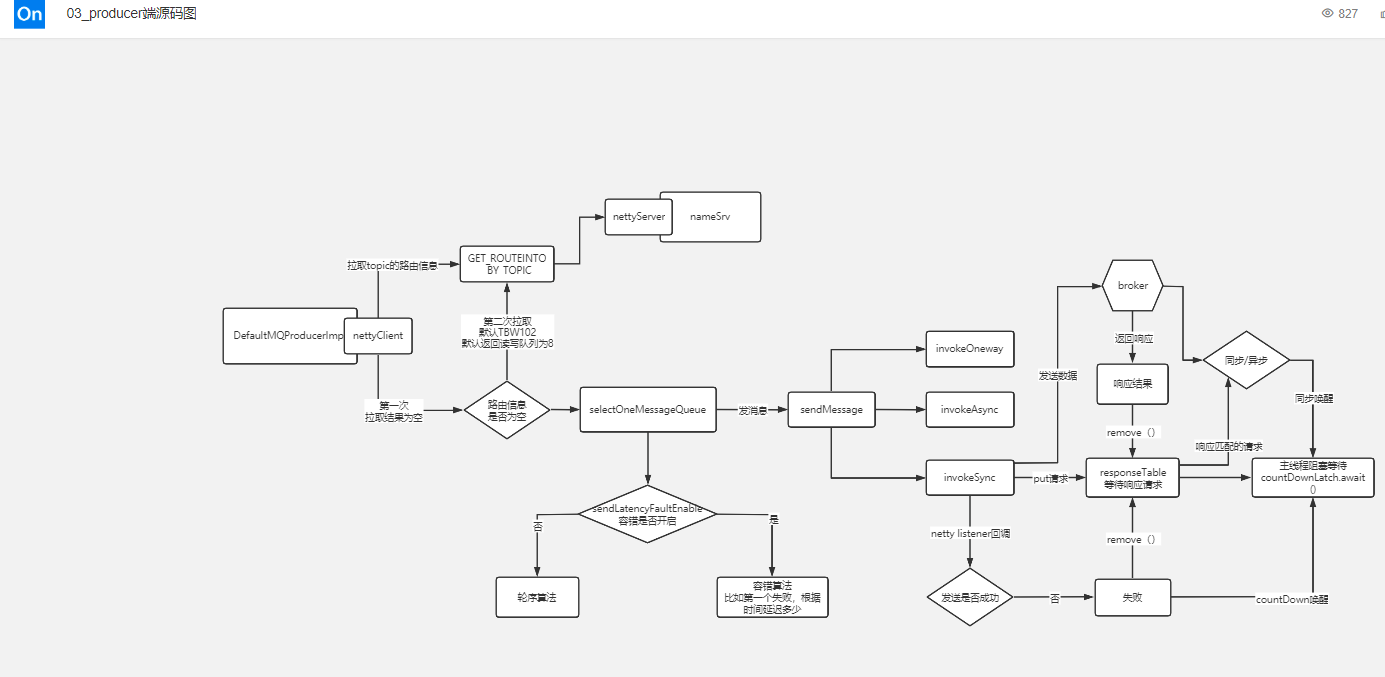 On
03_producer端源码图
827
nettyServer
nameSrv
拉取topic的路由信息
GET_ROUTEINTO
_BY_TOPIC
DefaultMQProducerImp
nettyClient
第二次拉取
默认TBW102
默认返回读写队列为8
第一次
拉取结果为空
路由信息
是否为空
selectOneMessageQueue
发消息
sendMessage
invokeOneway
invokeAsync
invokeSync
sendLatencyFaultEnable
容错是否开启
否
是
轮序算法
容错算法
比如第一个失败，根据
时间延迟多少
broker
返回响应
发送数据
响应结果
同步/异步
同步唤醒
remove（）
响应匹配的请求
put请求
responseTable
等待响应请求
主线程阻塞等待
countDownLatch.await
()
netty listener回调
remove（）
发送是否成功
否
失败
countDown唤醒